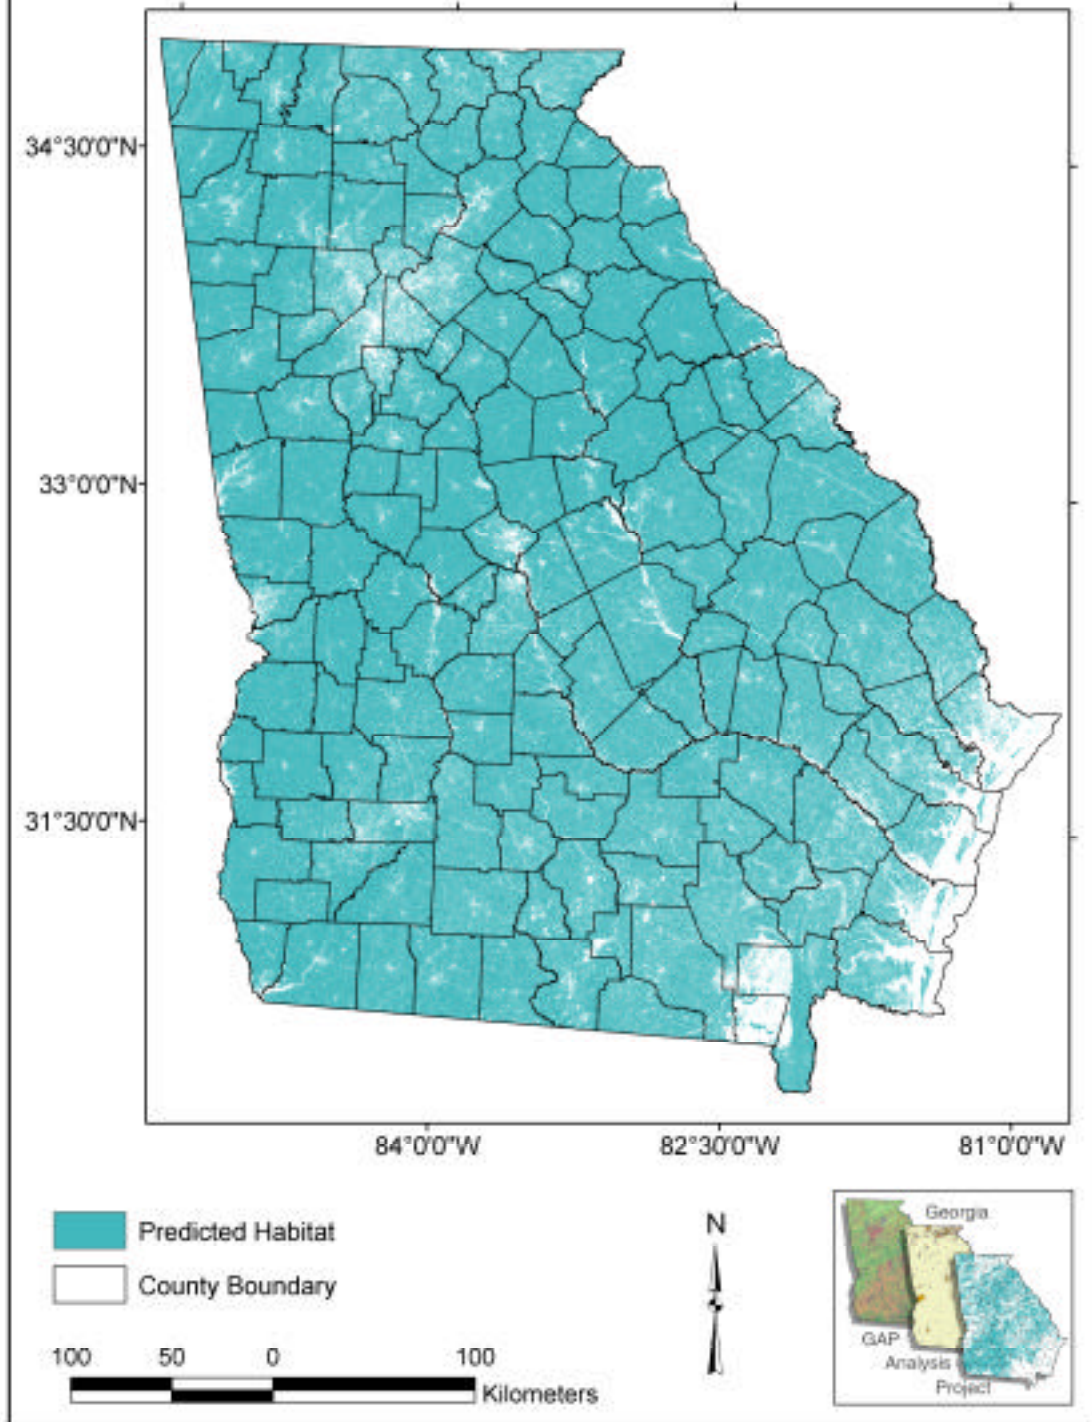 34°30'0"N
33°0'0"N
31°30'0"N
84°0'0"W 82°30'0"W 81°0'0"W
Predicted Habitat
County Boundary
N
100 50 0 100
Kilometers
Georgia
GAP
Analysis
Project